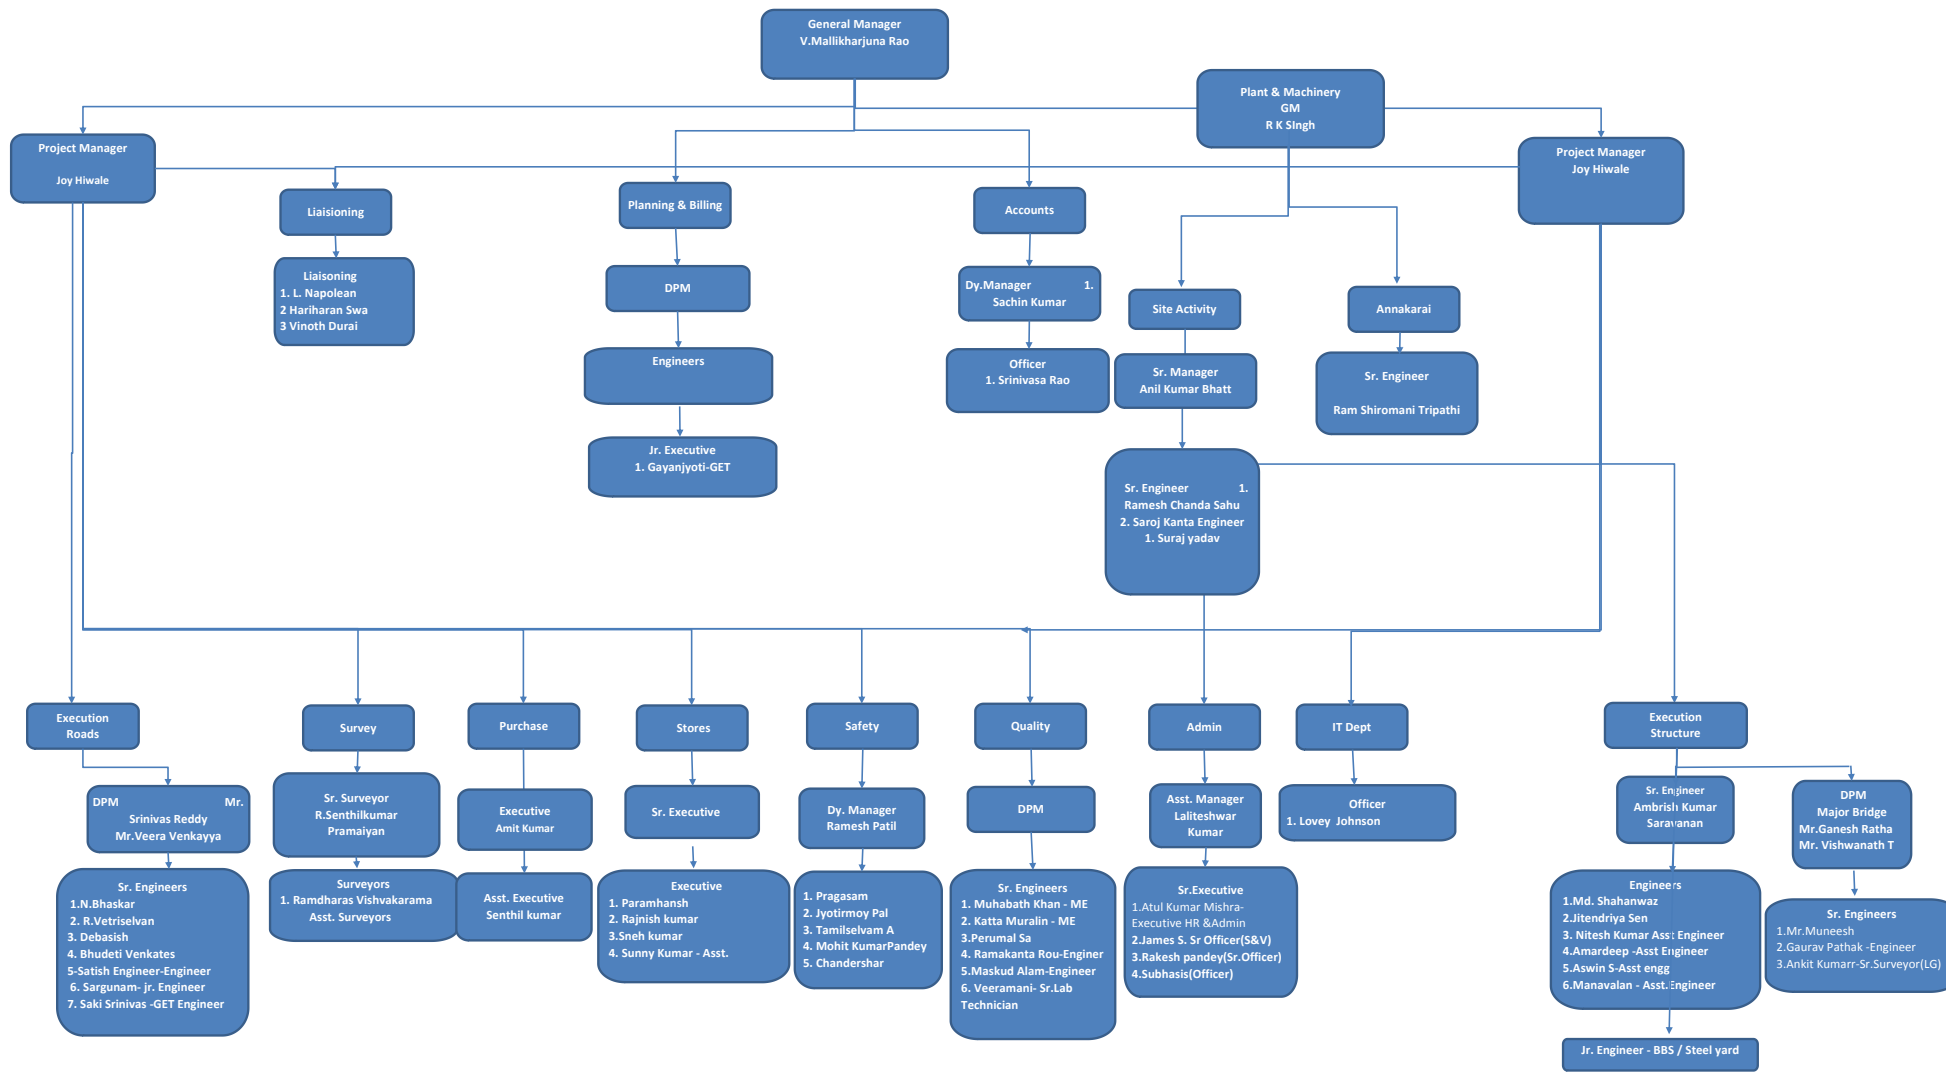 General Manager
V.Mallikharjuna Rao
Plant & Machinery
GM
R K SIngh
Project Manager
Joy Hiwale
Project Manager
Joy Hiwale
Liaisioning
Planning & Billing
Accounts
Liaisoning
1. L. Napolean
2 Hariharan Swa
3 Vinoth Durai
DPM
Dy.Manager 1.
Sachin Kumar
Site Activity
Annakarai
Engineers
Officer
1. Srinivasa Rao
Sr. Manager
Anil Kumar Bhatt
Sr. Engineer
Ram Shiromani Tripathi
Jr. Executive
1. Gayanjyoti-GET
Sr. Engineer 1.
Ramesh Chanda Sahu
2. Saroj Kanta Engineer
1. Suraj yadav
Execution
Roads
Survey
Purchase
Stores
Safety
Quality
Admin
IT Dept
Execution
Structure
DPM Mr.
Srinivas Reddy
Mr.Veera Venkayya
Sr. Surveyor
R.Senthilkumar
Pramaiyan
Executive
Amit Kumar
Sr. Executive
Dy. Manager
Ramesh Patil
DPM
Asst. Manager
Laliteshwar
Kumar
Officer
1. Lovey Johnson
Sr. Engineer
Ambrish Kumar
Saravanan
DPM
Major Bridge
Mr.Ganesh Ratha
Mr. Vishwanath T
Sr. Engineers
1.N.Bhaskar
2. R.Vetriselvan
3. Debasish
4. Bhudeti Venkates
5-Satish Engineer-Engineer
6. Sargunam- jr. Engineer
7. Saki Srinivas -GET Engineer
Surveyors
1. Ramdharas Vishvakarama
Asst. Surveyors
Asst. Executive
Senthil kumar
Executive
1. Paramhansh
2. Rajnish kumar
3.Sneh kumar
4. Sunny Kumar - Asst.
1. Pragasam
2. Jyotirmoy Pal
3. Tamilselvam A
4. Mohit KumarPandey
5. Chandershar
Sr. Engineers
1. Muhabath Khan - ME
2. Katta Muralin - ME
3.Perumal Sa
4. Ramakanta Rou-Enginer
5.Maskud Alam-Engineer
6. Veeramani- Sr.Lab
Technician
Sr.Executive
1.Atul Kumar Mishra-
Executive HR &Admin
2.James S. Sr Officer(S&V)
3.Rakesh pandey(Sr.Officer)
4.Subhasis(Officer)
Engineers
1.Md. Shahanwaz
2.Jitendriya Sen
3. Nitesh Kumar Asst Engineer
4.Amardeep -Asst Engineer
5.Aswin S-Asst engg
6.Manavalan - Asst.Engineer
Sr. Engineers
1.Mr.Muneesh
2.Gaurav Pathak -Engineer
3.Ankit Kumarr-Sr.Surveyor(LG)
Jr. Engineer - BBS / Steel yard